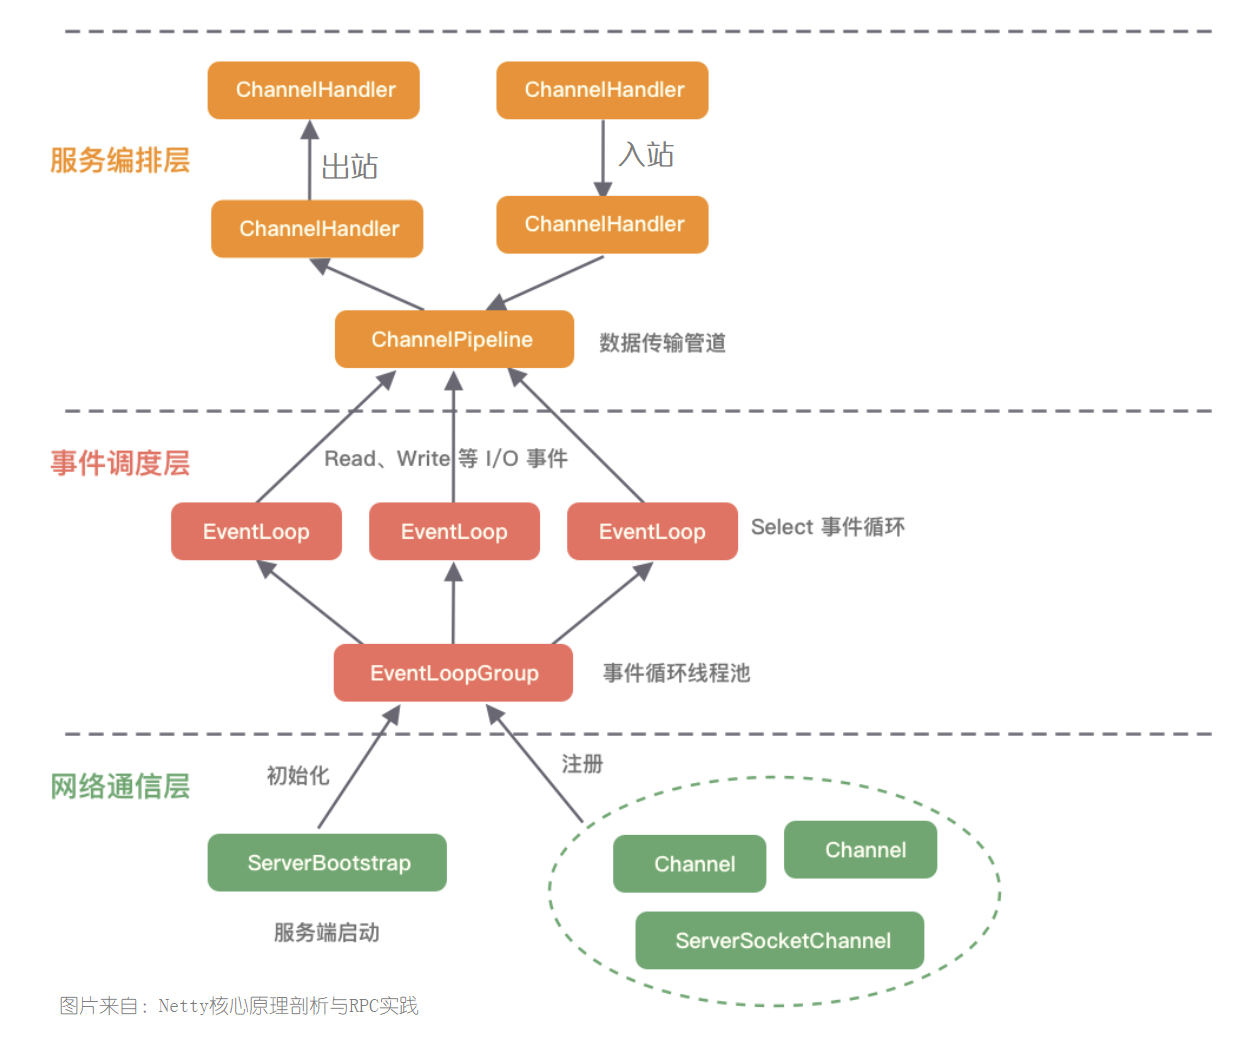 ChannelHandler
ChannelHandler
服务编排层
出站
入站
ChannelHandler
ChannelHandler
ChannelPipeline
数据传输管道
事件调度层
Read、Write 等 I/O 事件
EventLoop
EventLoop
EventLoop
Select 事件循环
EventLoopGroup
事件循环线程池
网络通信层
初始化
注册
ServerBootstrap
Channel
Channel
服务端启动
ServerSocketChannel
图片来自: Netty核心原理剖析与RPC实践